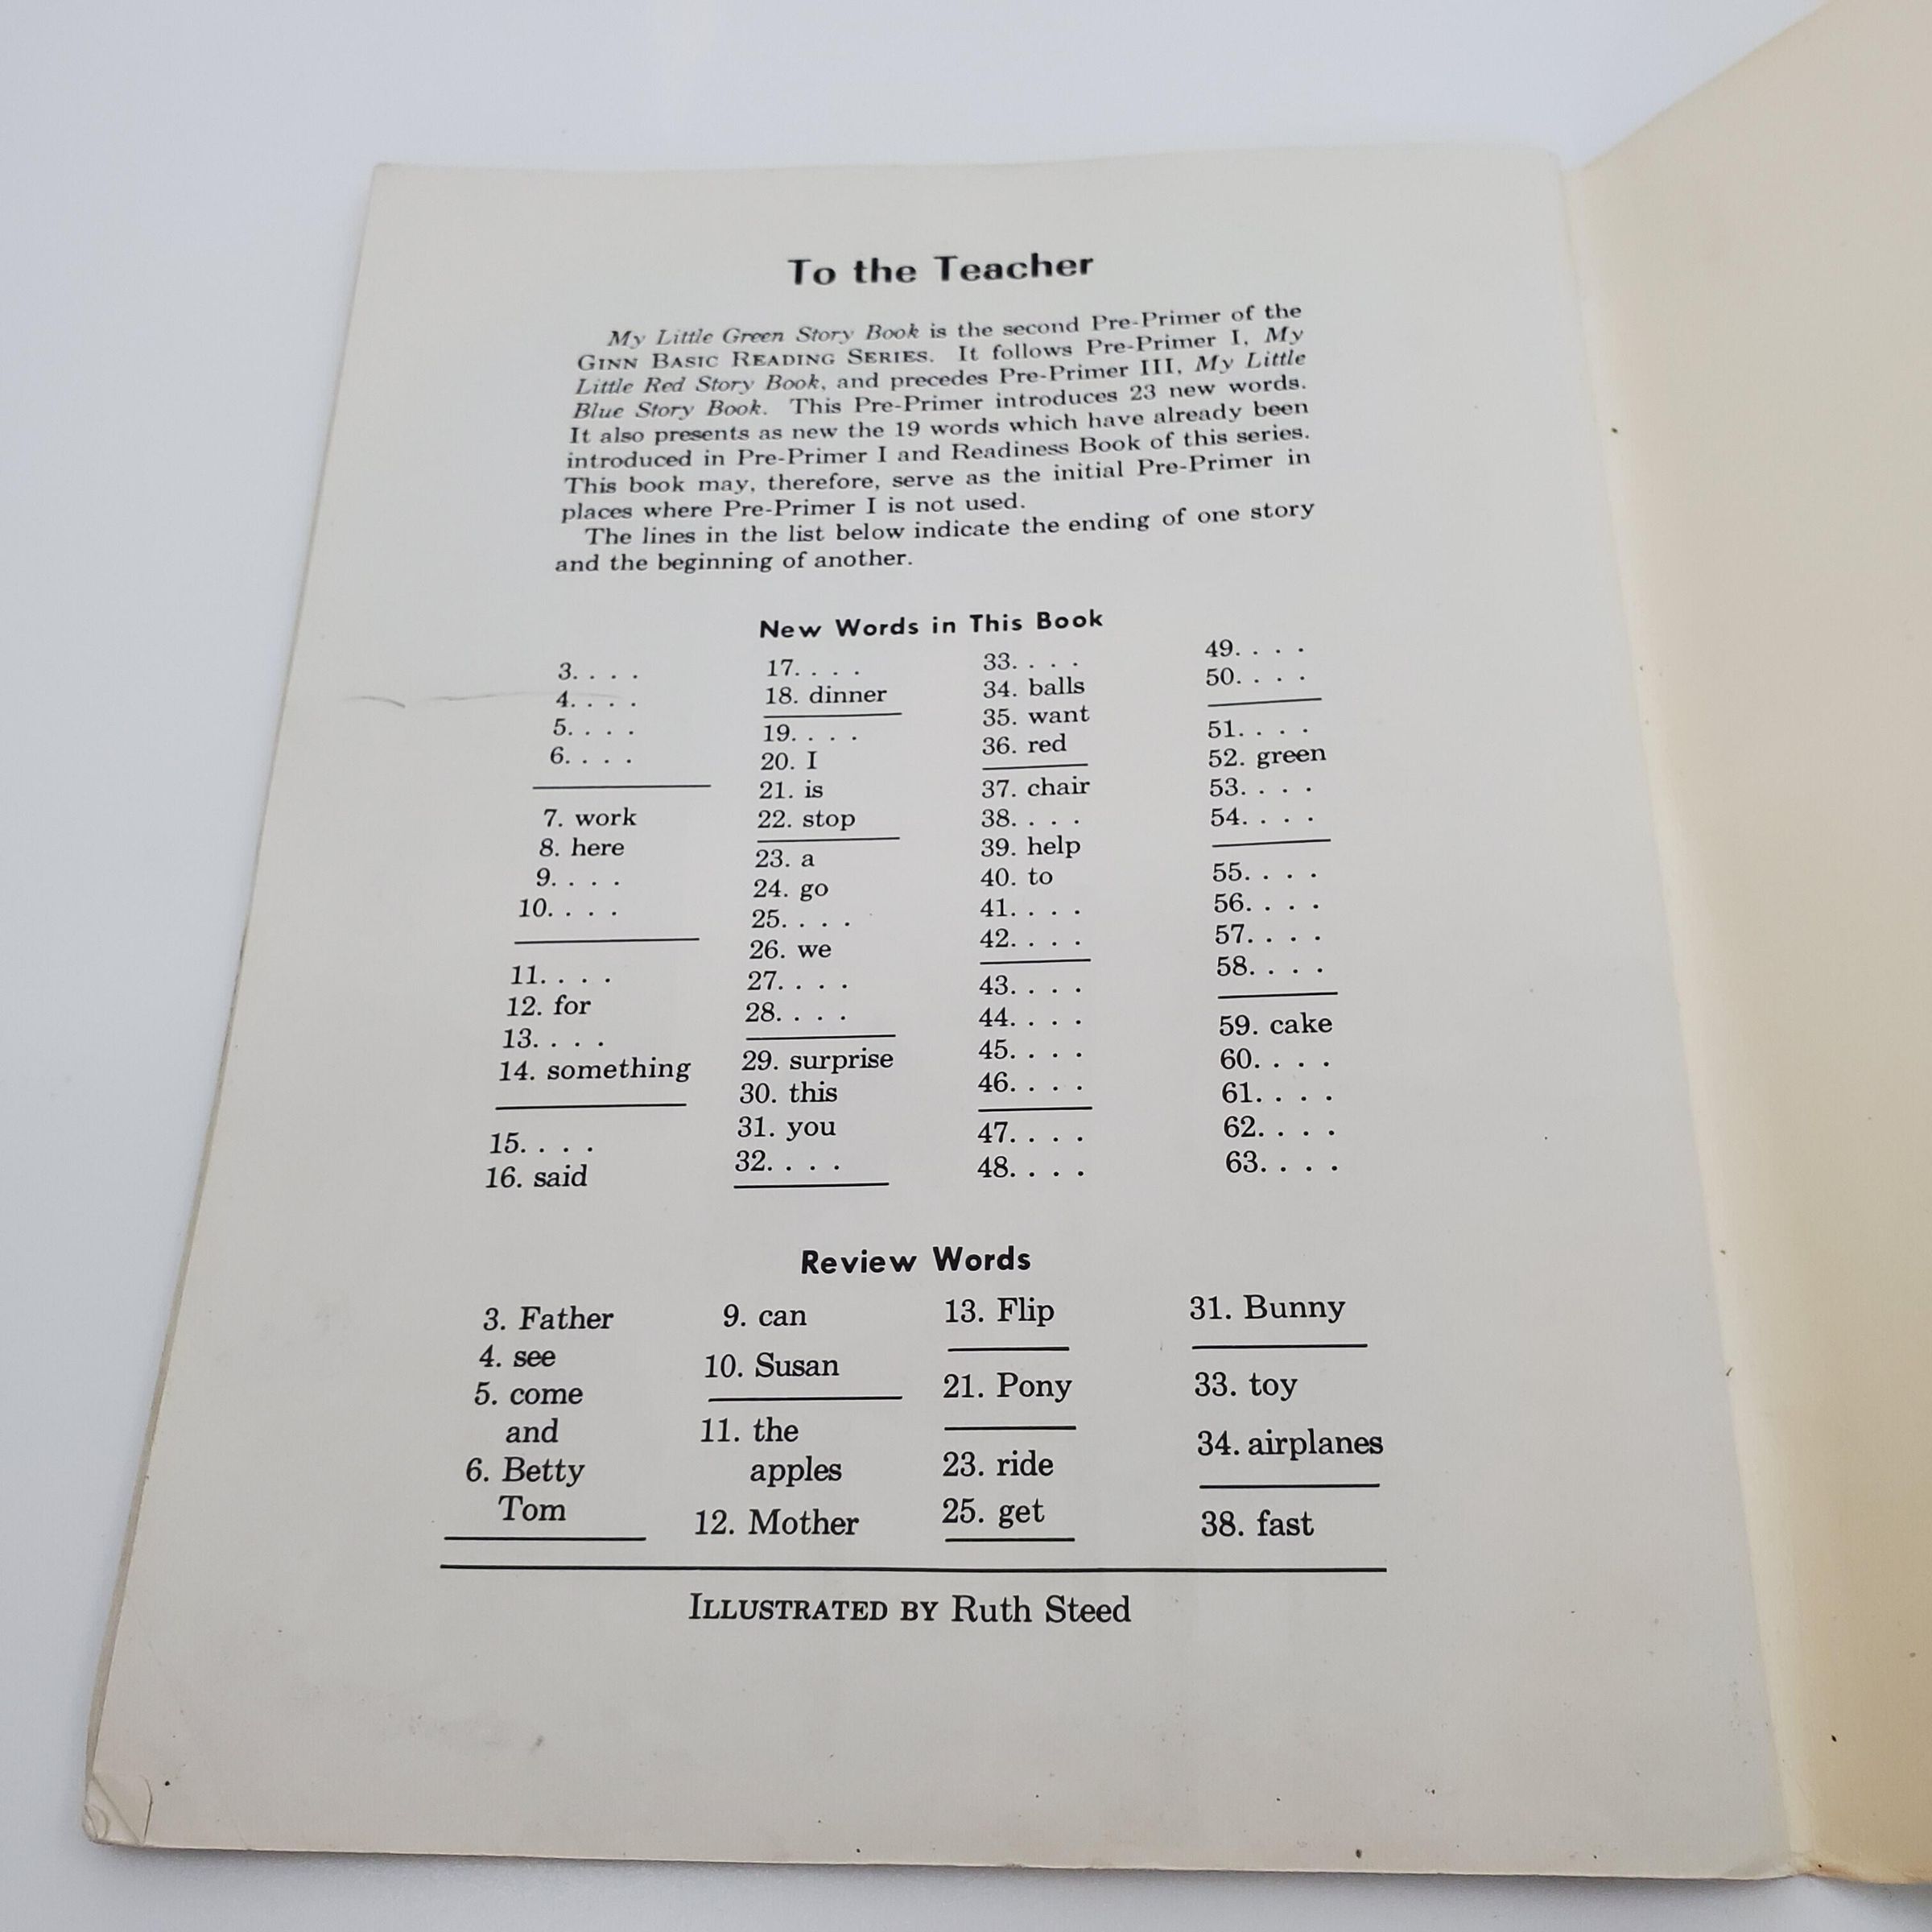 To the Teacher
My Little Green Story Book is the second Pre-Primer of the
GINN BASIC READING SERIES. It follows Pre-Primer I, My
Little Red Story Book, and precedes Pre-Primer III, My Little
Blue Story Book. This Pre-Primer introduces 23 new words.
It also presents as new the 19 words which have already been
introduced in Pre-Primer I and Readiness Book of this series.
This book may, therefore, serve as the initial Pre-Primer in
places where Pre-Primer I is not used.
The lines in the list below indicate the ending of one story
and the beginning of another.
New Words in This Book
3. . . .
4. . . .
5. . . .
6. . . .
7. work
8. here
9. . . .
10. . . .
11. . . .
12. for
13. . . .
14. something
15. . . .
16. said
17. . . .
18. dinner
19. . . .
20. I
21. is
22. stop
23. a
24. go
25. . . .
26. we
27. . . .
28. . . .
29. surprise
30. this
31. you
32. . . .
33. . . .
34. balls
35. want
36. red
37. chair
38. . . .
39. help
40. to
41. . . .
42. . . .
43. . . .
44. . . .
45. . . .
46. . . .
47. . . .
48. . . .
49. . . .
50. . . .
51. . . .
52. green
53. . . .
54. . . .
55. . . .
56. . . .
57. . . .
58. . . .
59. cake
60. . . .
61. . . .
62. . . .
63. . . .
Review Words
3. Father
4. see
5. come
and
6. Betty
Tom
9. can
10. Susan
11. the
apples
12. Mother
13. Flip
21. Pony
23. ride
25. get
31. Bunny
33. toy
34. airplanes
38. fast
ILLUSTRATED BY Ruth Steed